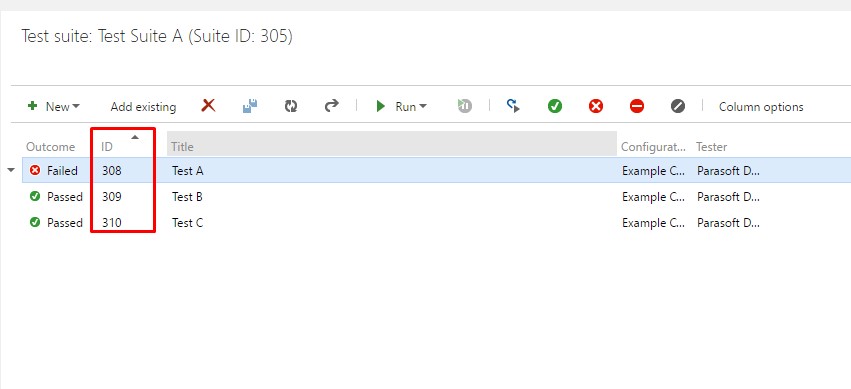 Test suite: Test Suite A (Suite ID: 305)
New Add existing Run Column options
Outcome ID Title Configurat... Tester
Failed 308 Test A Example C... Parasoft D...
Passed 309 Test B Example C... Parasoft D...
Passed 310 Test C Example C... Parasoft D...